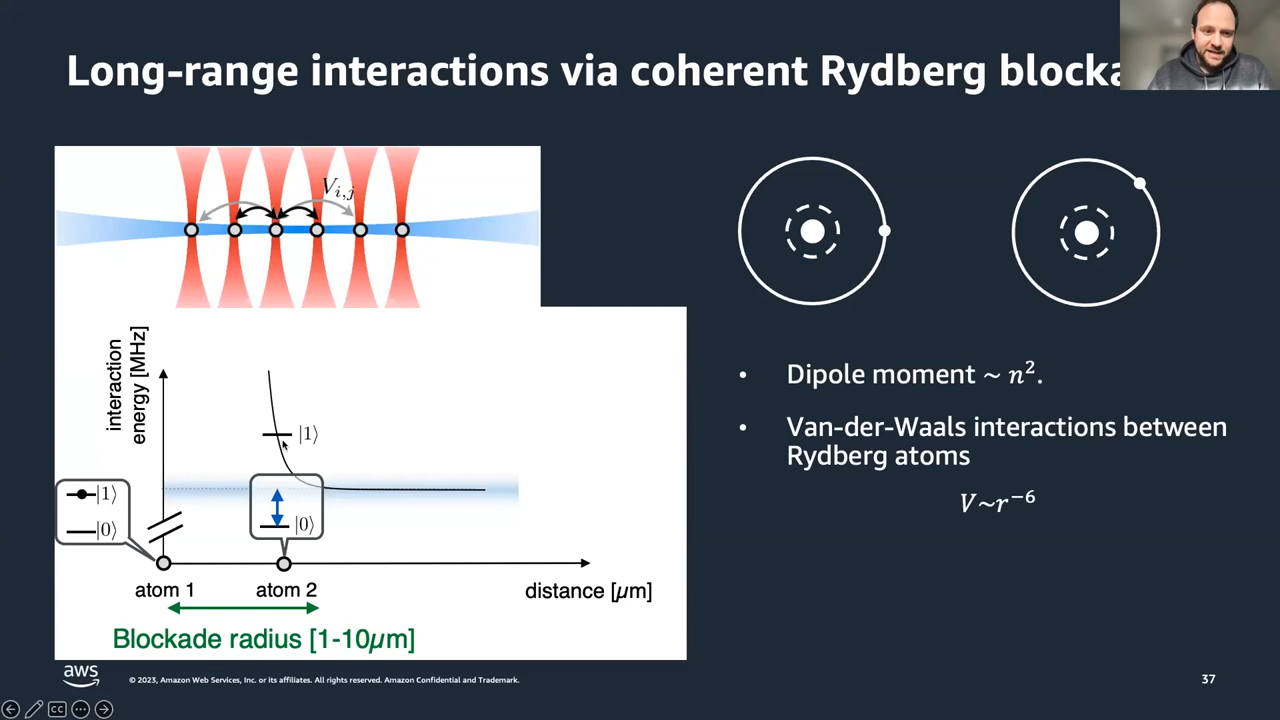 Long-range interactions via coherent Rydberg blocka
V_{i,j}
interaction
energy [MHz]
|1⟩
|1⟩
|0⟩
|0⟩
atom 1
atom 2
distance [μm]
Blockade radius [1-10μm]
• Dipole moment ~ n².
• Van-der-Waals interactions between
Rydberg atoms
V~r⁻⁶
aws
© 2023, Amazon Web Services, Inc. or its affiliates. All rights reserved. Amazon Confidential and Trademark.
37
CC